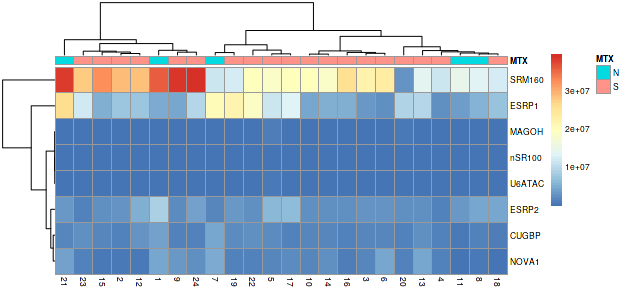 MTX
MTX
N
S
SRM160
ESRP1
MAGOH
nSR100
U6ATAC
ESRP2
CUGBP
NOVA1
3e+07
2e+07
1e+07
21 23 15 2 12 1 9 24 7 19 22 5 17 10 14 16 3 6 20 13 4 11 8 18